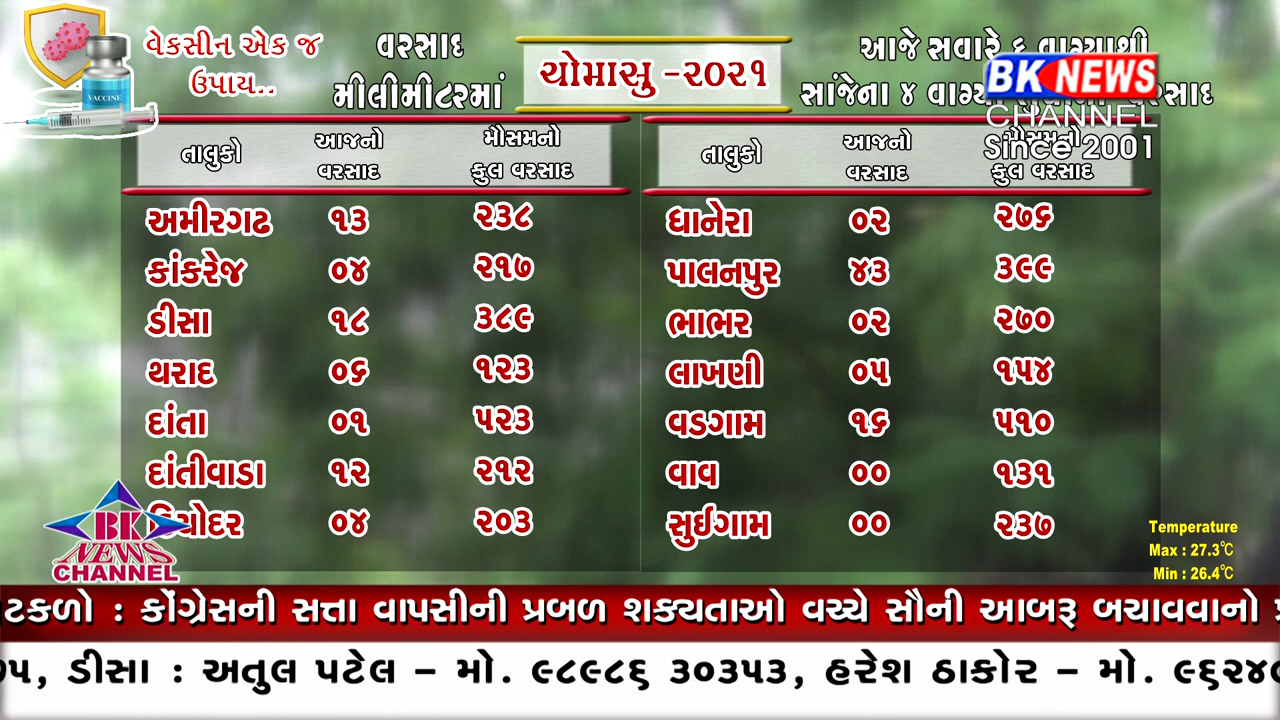 વેકસીન એક જ
ઉપાય..
VACCINE
વરસાદ
મીલીમીટરમાં
ચોમાસુ -૨૦૨૧
આજે સવારે ૬ વાગ્યાથી
સાંજેના ૪ વાગ્યા વરસાદ
BK NEWS
CHANNEL
Since 2001
તાલુકો આજનો વરસાદ મૌસમનો કુલ વરસાદ
અમીરગઢ ૧૩ ૨૩૮
કાંકરેજ ૦૪ ૨૧૭
ડીસા ૧૮ ૩૮૯
થરાદ ૦૬ ૧૨૩
દાંતા ૦૧ ૫૨૩
દાંતીવાડા ૧૨ ૨૧૨
૦૪ ૨૦૩
તાલુકો આજનો વરસાદ મૌસમનો કુલ વરસાદ
ધાનેરા ૦૨ ૨૭૬
પાલનપુર ૪૩ ૩૯૯
ભાભર ૦૨ ૨૭૦
લાખણી ૦૫ ૧૫૪
વડગામ ૧૬ ૫૧૦
વાવ ૦૦ ૧૩૧
સુઈગામ ૦૦ ૨૩૭
BK
NEWS
CHANNEL
Temperature
Max : 27.3℃
Min : 26.4℃
: કોંગ્રેસની સત્તા વાપસીની પ્રબળ શક્યતાઓ વચ્ચે સૌની આબરૂ બચાવવાનો
ડીસા : અતુલ પટેલ – મો. ૯૮૯૮૬ ૩૦૩૫૩, હરેશ ઠાકોર – મો.